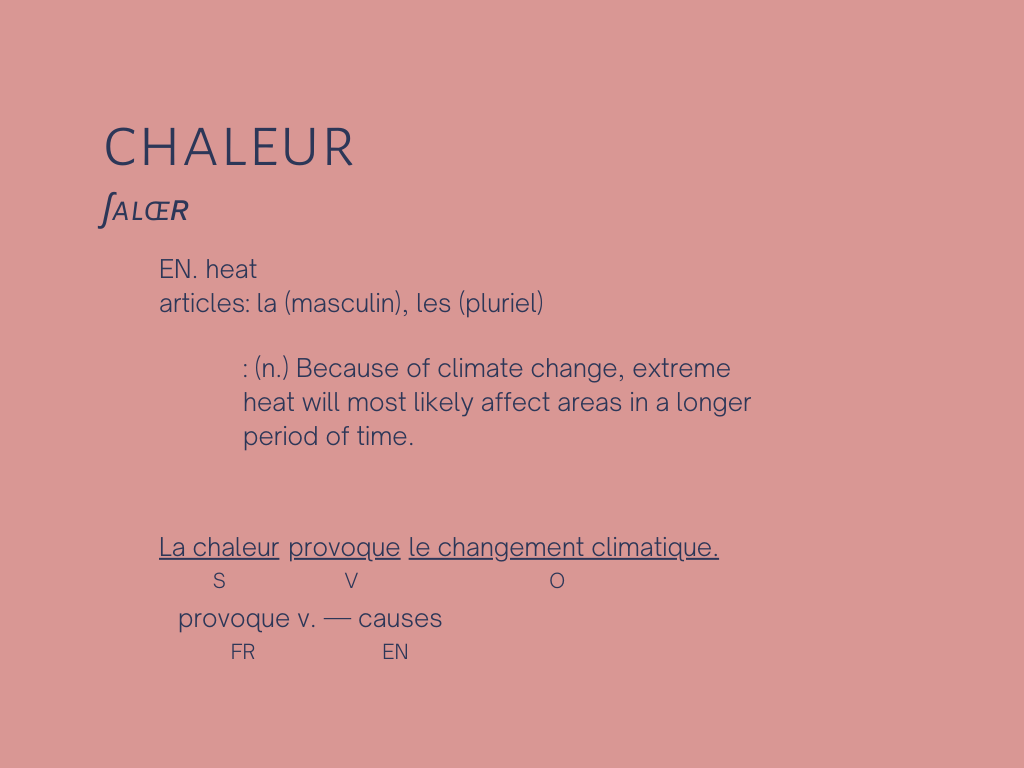 CHALEUR
ʃALŒR
EN. heat
articles: la (masculin), les (pluriel)
: (n.) Because of climate change, extreme
heat will most likely affect areas in a longer
period of time.
La chaleur provoque le changement climatique.
S V O
provoque v. — causes
FR EN